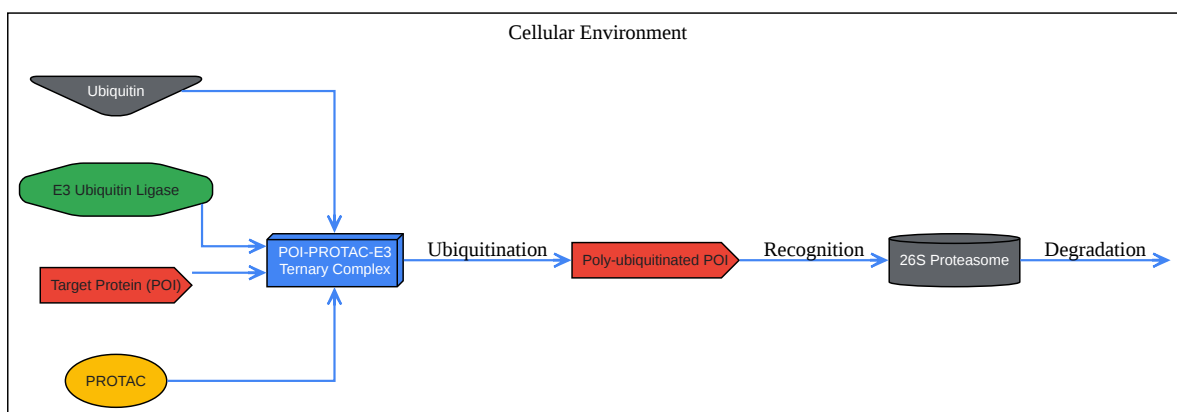 Cellular Environment
Ubiquitin
E3 Ubiquitin Ligase
Target Protein (POI)
PROTAC
POI-PROTAC-E3
Ternary Complex
Ubiquitination
Poly-ubiquitinated POI
Recognition
26S Proteasome
Degradation